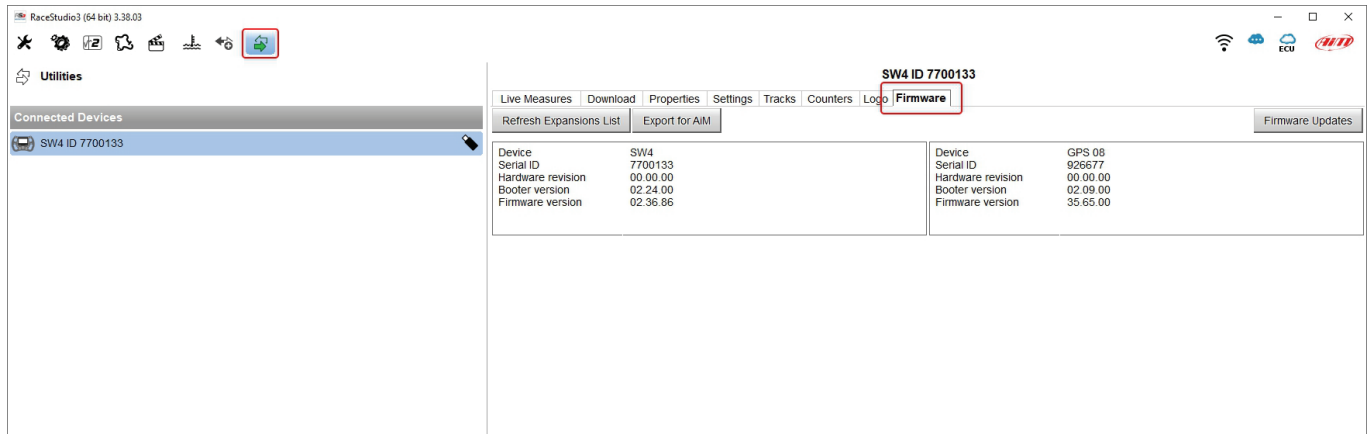 RaceStudio3 (64 bit) 3.38.03
ECU
AiM
Utilities
SW4 ID 7700133
Live Measures Download Properties Settings Tracks Counters Logo Firmware
Connected Devices
Refresh Expansions List Export for AiM Firmware Updates
SW4 ID 7700133
Device SW4
Serial ID 7700133
Hardware revision 00.00.00
Booter version 02.24.00
Firmware version 02.36.86
Device GPS 08
Serial ID 926677
Hardware revision 00.00.00
Booter version 02.09.00
Firmware version 35.65.00